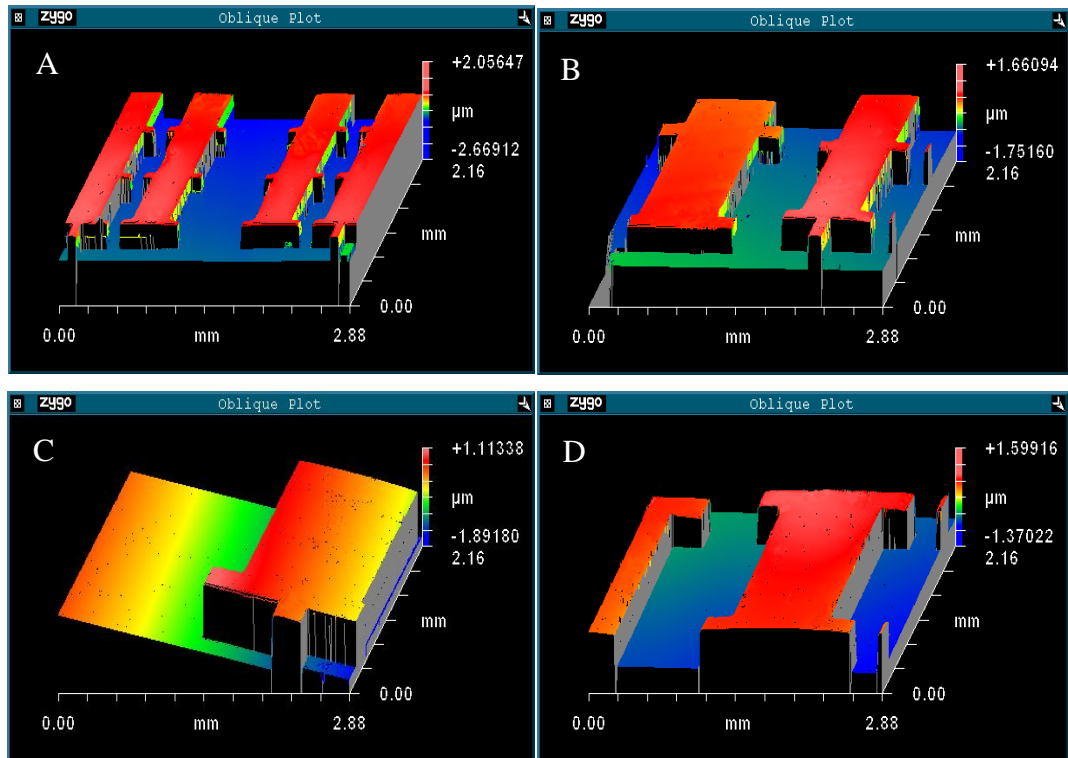 zygo Oblique Plot
A
+2.05647
µm
-2.66912
2.16
mm
0.00
0.00 mm 2.88
zygo Oblique Plot
B
+1.66094
µm
-1.75160
2.16
mm
0.00
0.00 mm 2.88
zygo Oblique Plot
C
+1.11338
µm
-1.89180
2.16
mm
0.00
0.00 mm 2.88
zygo Oblique Plot
D
+1.59916
µm
-1.37022
2.16
mm
0.00
0.00 mm 2.88